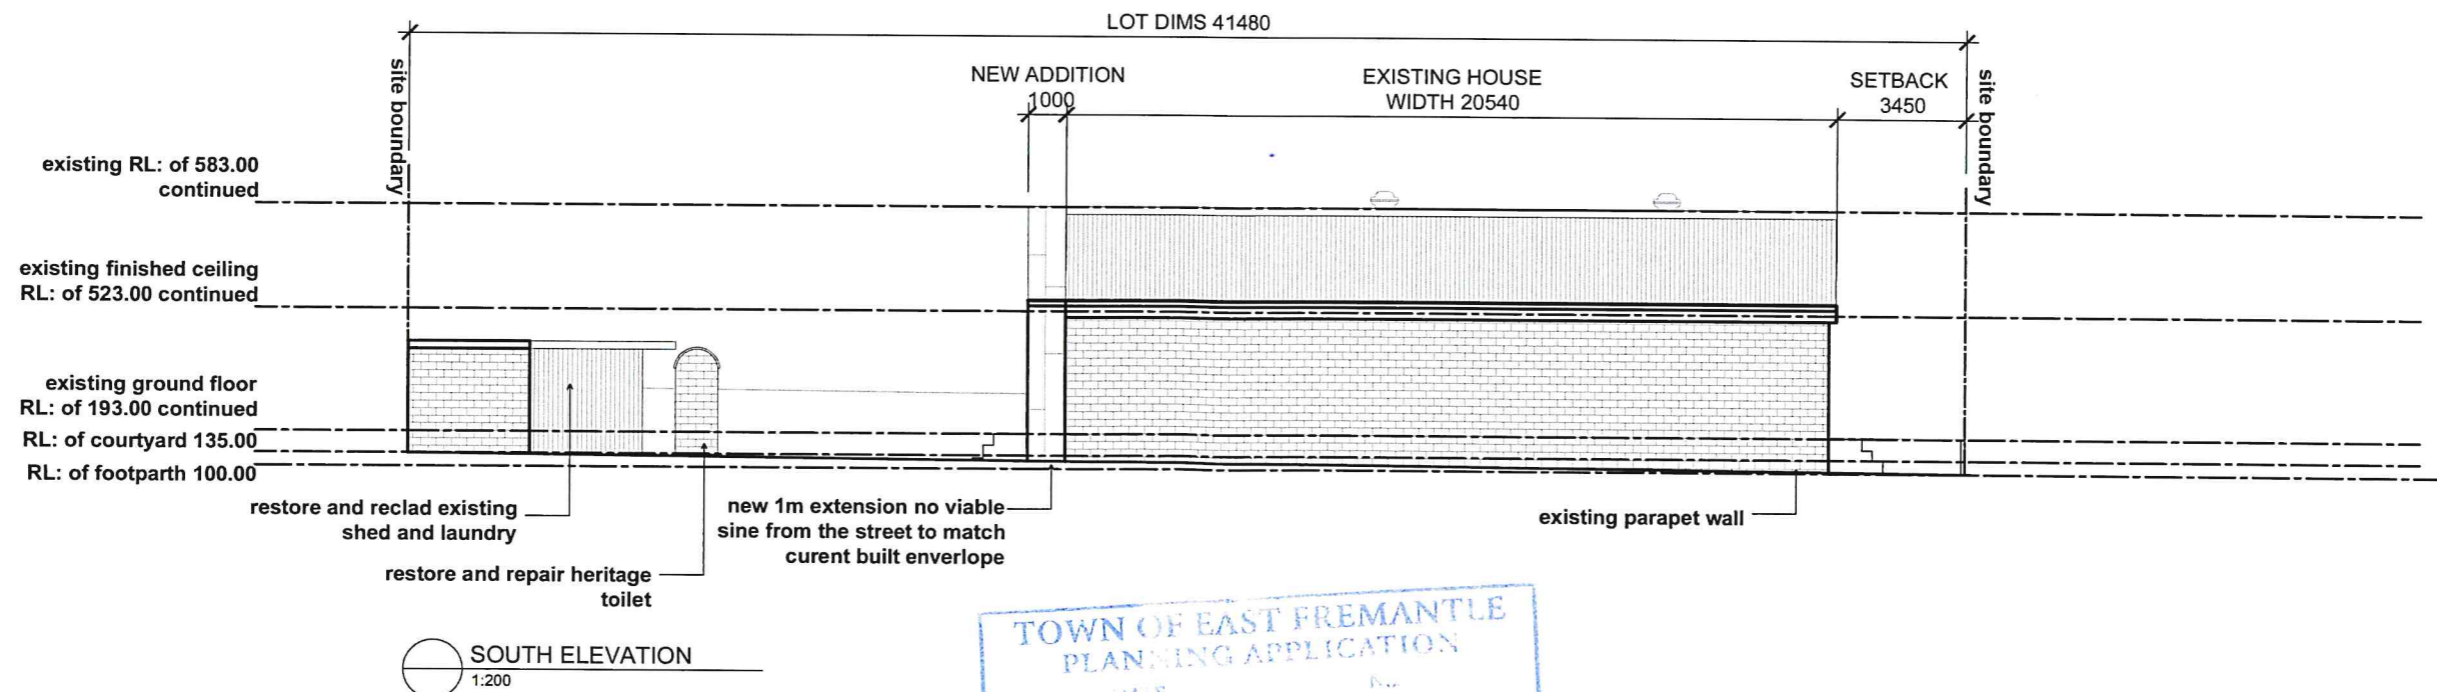 LOT DIMS 41480
NEW ADDITION
1000
EXISTING HOUSE
WIDTH 20540
SETBACK
3450
site boundary
site boundary
existing RL: of 583.00
continued
existing finished ceiling
RL: of 523.00 continued
existing ground floor
RL: of 193.00 continued
RL: of courtyard 135.00
RL: of footparth 100.00
restore and reclad existing
shed and laundry
restore and repair heritage
toilet
new 1m extension no viable
sine from the street to match
curent built enverlope
existing parapet wall
SOUTH ELEVATION
1:200
TOWN OF EAST FREMANTLE
PLANNING APPLICATION